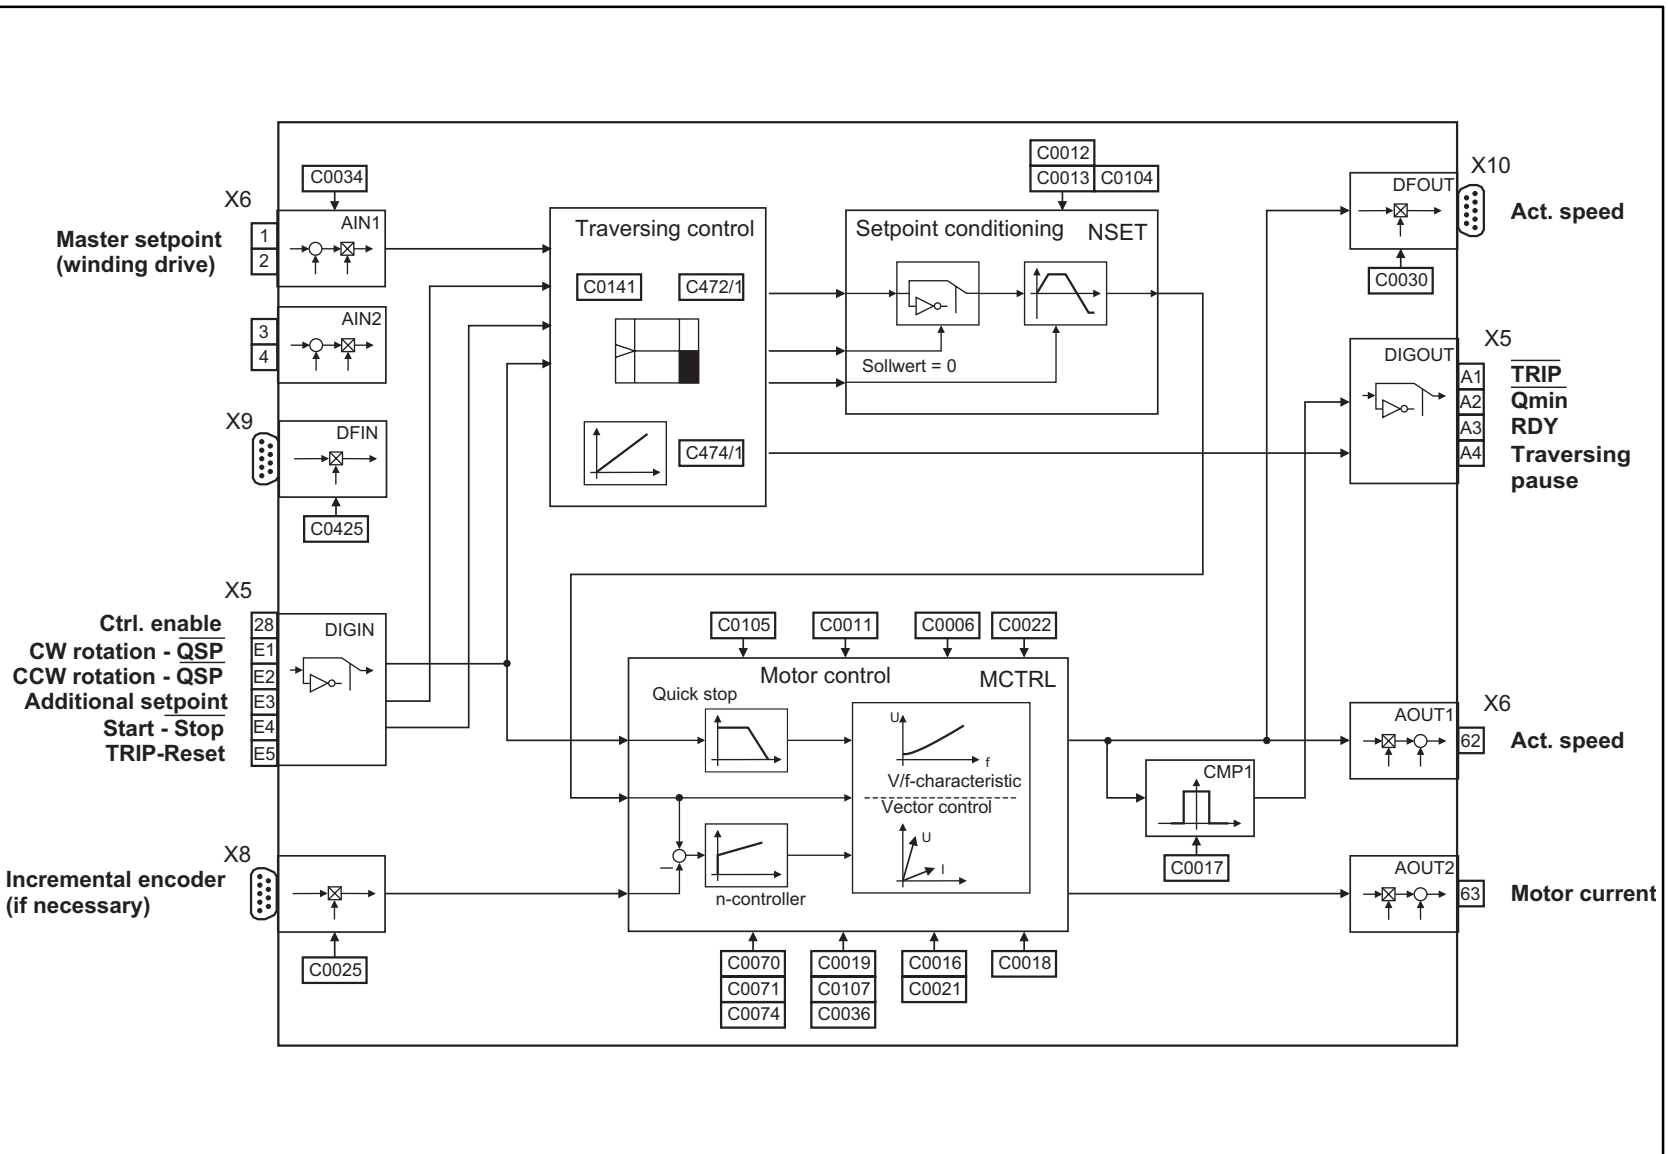 C0034
X6
Master setpoint
(winding drive)
1
2
AIN1
3
4
AIN2
X9
DFIN
C0425
X5
Ctrl. enable
CW rotation - QSP
CCW rotation - QSP
Additional setpoint
Start - Stop
TRIP-Reset
28
E1
E2
E3
E4
E5
DIGIN
X8
Incremental encoder
(if necessary)
C0025
Traversing control
C0141
C472/1
C474/1
C0012
C0013
C0104
Setpoint conditioning
NSET
Sollwert = 0
C0105
C0011
C0006
C0022
Motor control
MCTRL
Quick stop
U
f
V/f-characteristic
Vector control
U
I
n-controller
C0070
C0071
C0074
C0019
C0107
C0036
C0016
C0021
C0018
CMP1
C0017
X10
DFOUT
Act. speed
C0030
X5
DIGOUT
A1
A2
A3
A4
TRIP
Qmin
RDY
Traversing
pause
X6
AOUT1
62
Act. speed
AOUT2
63
Motor current